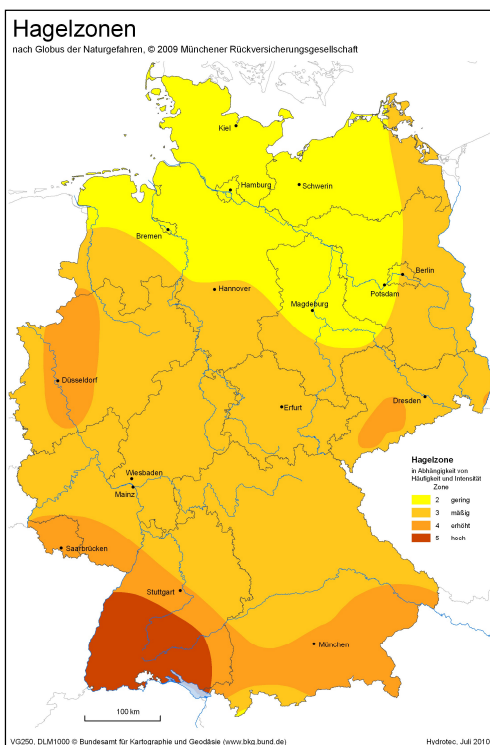 Hagelzonen
nach Globus der Naturgefahren, © 2009 Münchener Rückversicherungsgesellschaft
Kiel
Hamburg
Schwerin
Bremen
Berlin
Hannover
Potsdam
Magdeburg
Düsseldorf
Dresden
Erfurt
Wiesbaden
Mainz
Saarbrücken
Stuttgart
München
Hagelzone
in Abhängigkeit von
Häufigkeit und Intensität
Zone
2 gering
3 mäßig
4 erhöht
5 hoch
100 km
VG250, DLM1000 © Bundesamt für Kartographie und Geodäsie (www.bkg.bund.de)
Hydrotec, Juli 2010